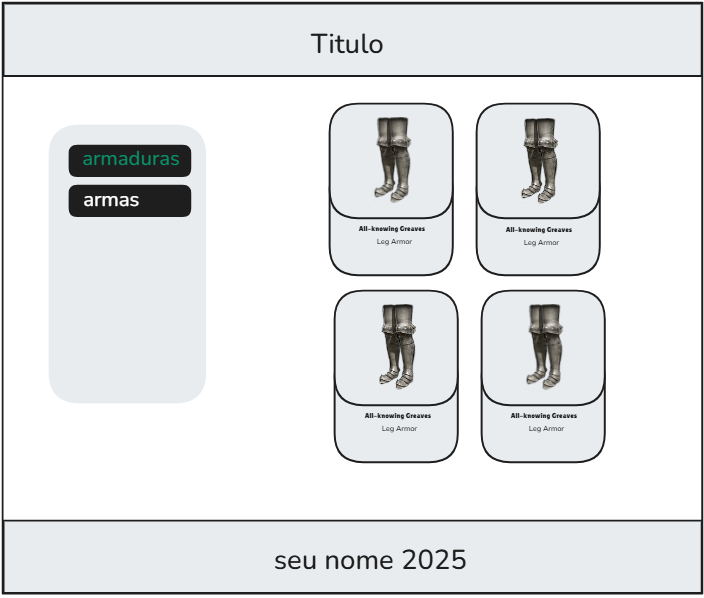 Titulo
armaduras
armas
All-knowing Greaves
Leg Armor
All-knowing Greaves
Leg Armor
All-knowing Greaves
Leg Armor
All-knowing Greaves
Leg Armor
seu nome 2025